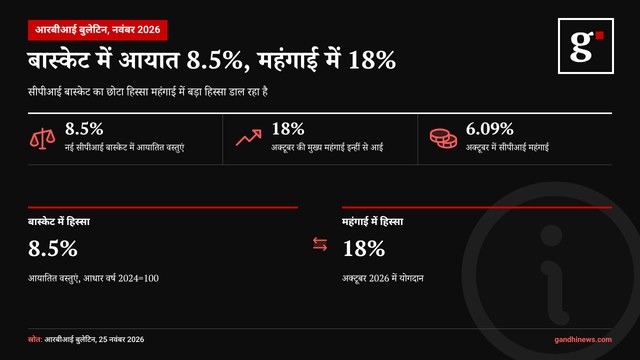 आरबीआई बुलेटिन, नवंबर 2026
बास्केट में आयात 8.5%, महंगाई में 18%
सीपीआई बास्केट का छोटा हिस्सा महंगाई में बड़ा हिस्सा डाल रहा है
g
8.5%
नई सीपीआई बास्केट में आयातित वस्तुएं
18%
अक्टूबर की मुख्य महंगाई इन्हीं से आई
6.09%
अक्टूबर में सीपीआई महंगाई
बास्केट में हिस्सा
8.5%
आयातित वस्तुएं, आधार वर्ष 2024=100
महंगाई में हिस्सा
18%
अक्टूबर 2026 में योगदान
स्रोत: आरबीआई बुलेटिन, 25 नवंबर 2026
gandhinews.com